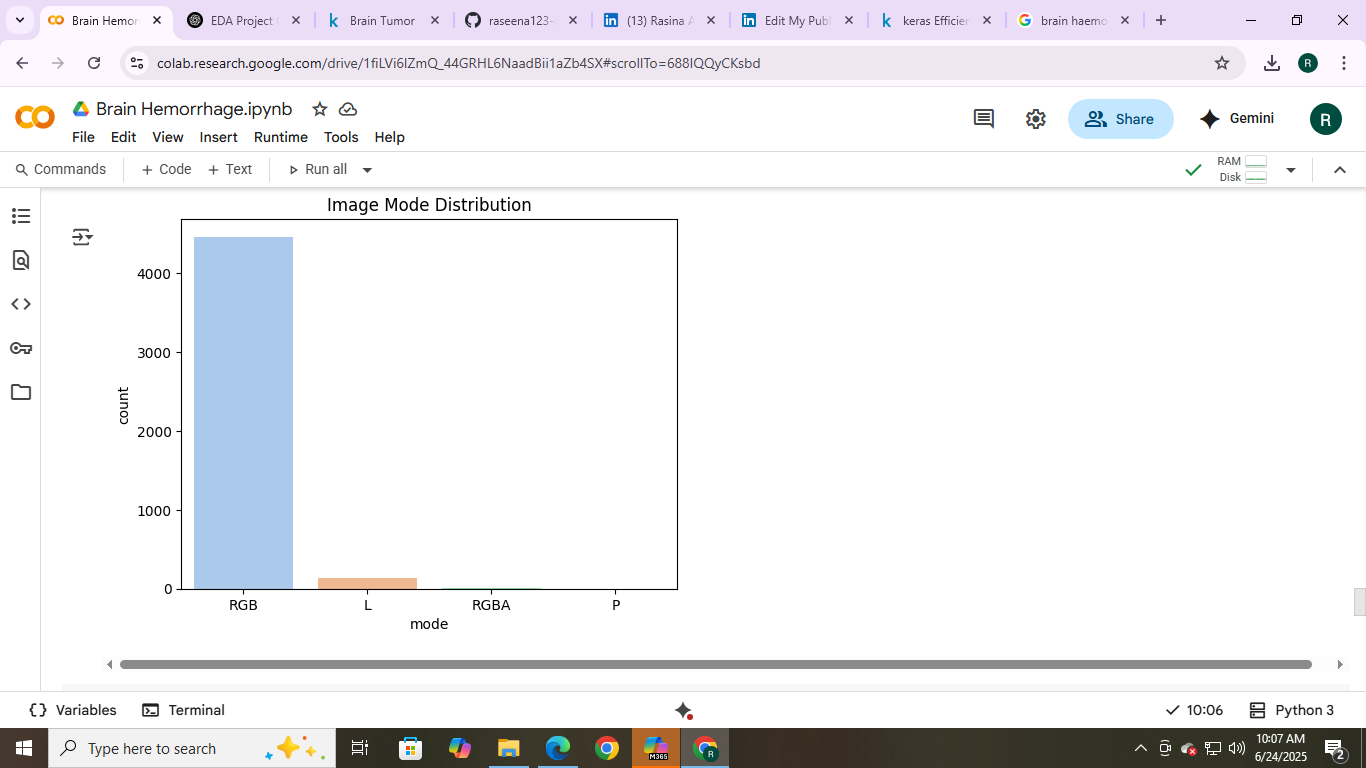 Brain Hemor
EDA Project
Brain Tumor
raseena123-
(13) Rasina A
Edit My Publ
keras Efficier
brain haemo
colab.research.google.com/drive/1fiLVi6IZmQ_44GRHL6NaadBii1aZb4SX#scrollTo=688IQQyCKsbd
R
Brain Hemorrhage.ipynb
File Edit View Insert Runtime Tools Help
Share
Gemini
R
Commands
+ Code
+ Text
Run all
RAM
Disk
Image Mode Distribution
4000
3000
2000
1000
0
count
RGB
L
RGBA
P
mode
Variables
Terminal
10:06
Python 3
Type here to search
M365
R
10:07 AM
6/24/2025
2